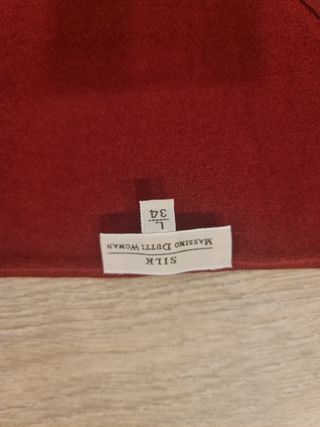 SILK
MASSIMO DUTTI WOMAN
L
34